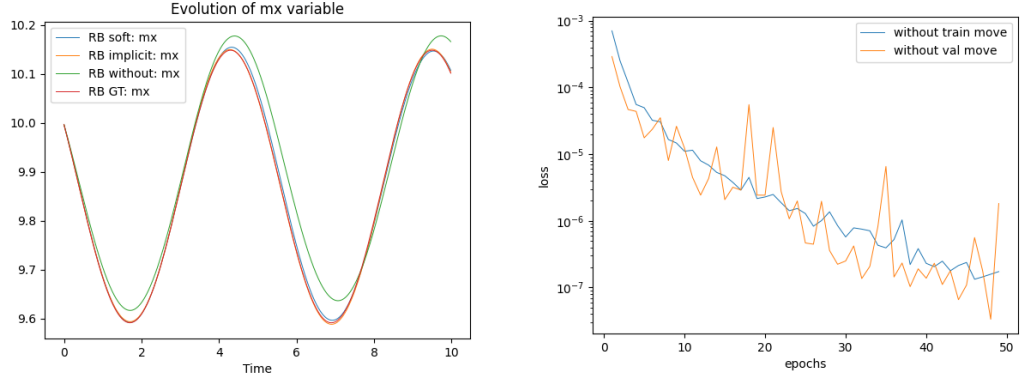 Evolution of mx variable
10.2
10.1
10.0
9.9
9.8
9.7
9.6
RB soft: mx
RB implicit: mx
RB without: mx
RB GT: mx
0 2 4 6 8 10
Time
10⁻³
10⁻⁴
10⁻⁵
10⁻⁶
10⁻⁷
loss
without train move
without val move
0 10 20 30 40 50
epochs